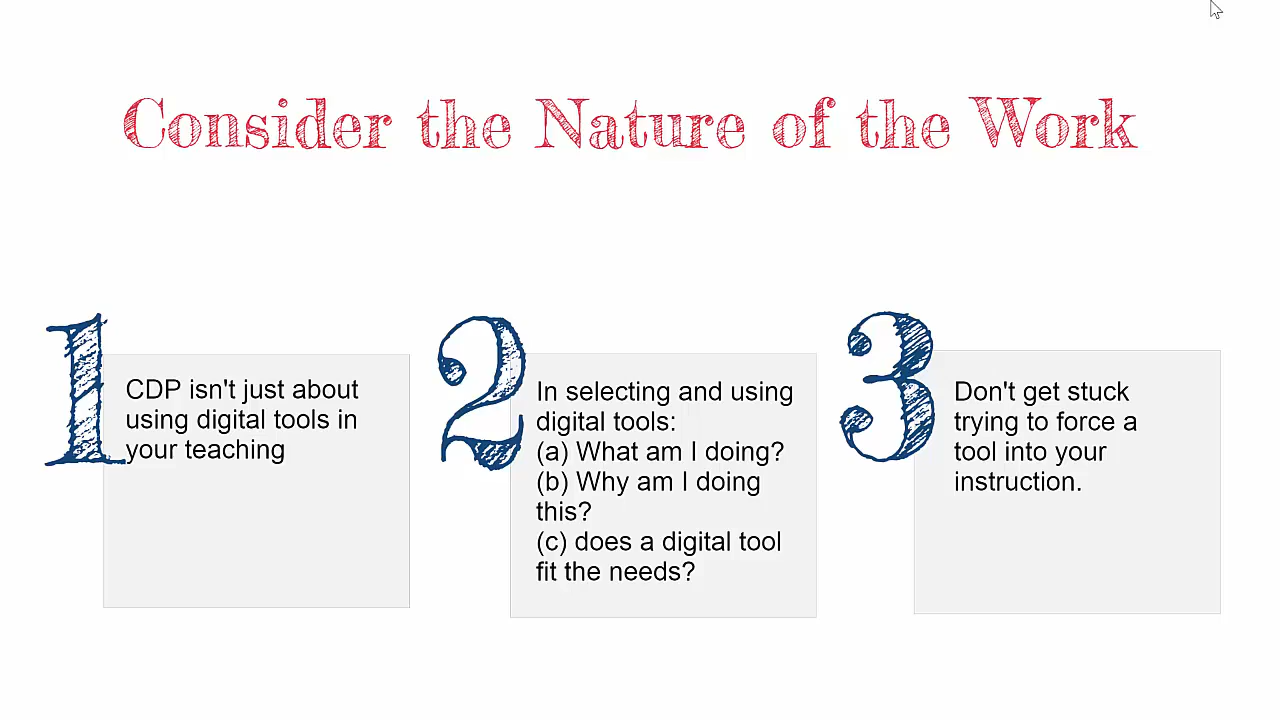 Consider the Nature of the Work
1
CDP isn't just about
using digital tools in
your teaching
2
In selecting and using
digital tools:
(a) What am I doing?
(b) Why am I doing
this?
(c) does a digital tool
fit the needs?
3
Don't get stuck
trying to force a
tool into your
instruction.